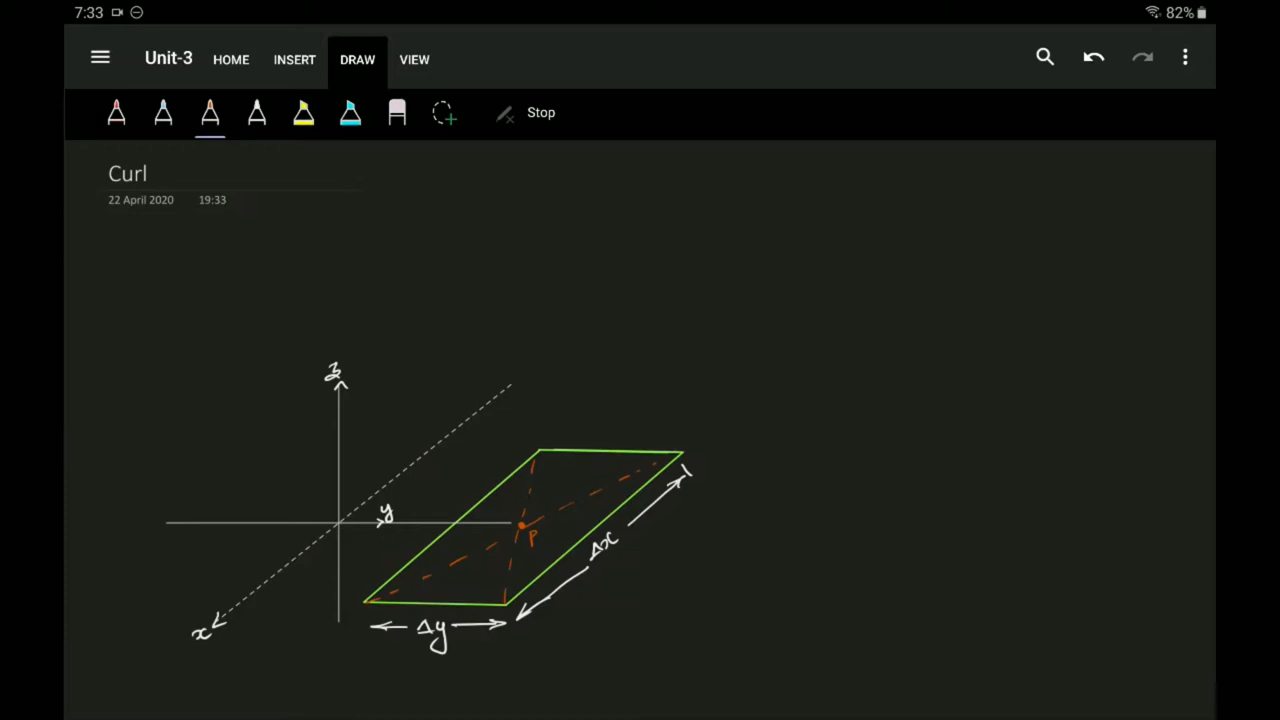 7:33 82%
Unit-3 HOME INSERT DRAW VIEW
Stop
Curl
22 April 2020 19:33
z
y
P
Δx
x
Δy